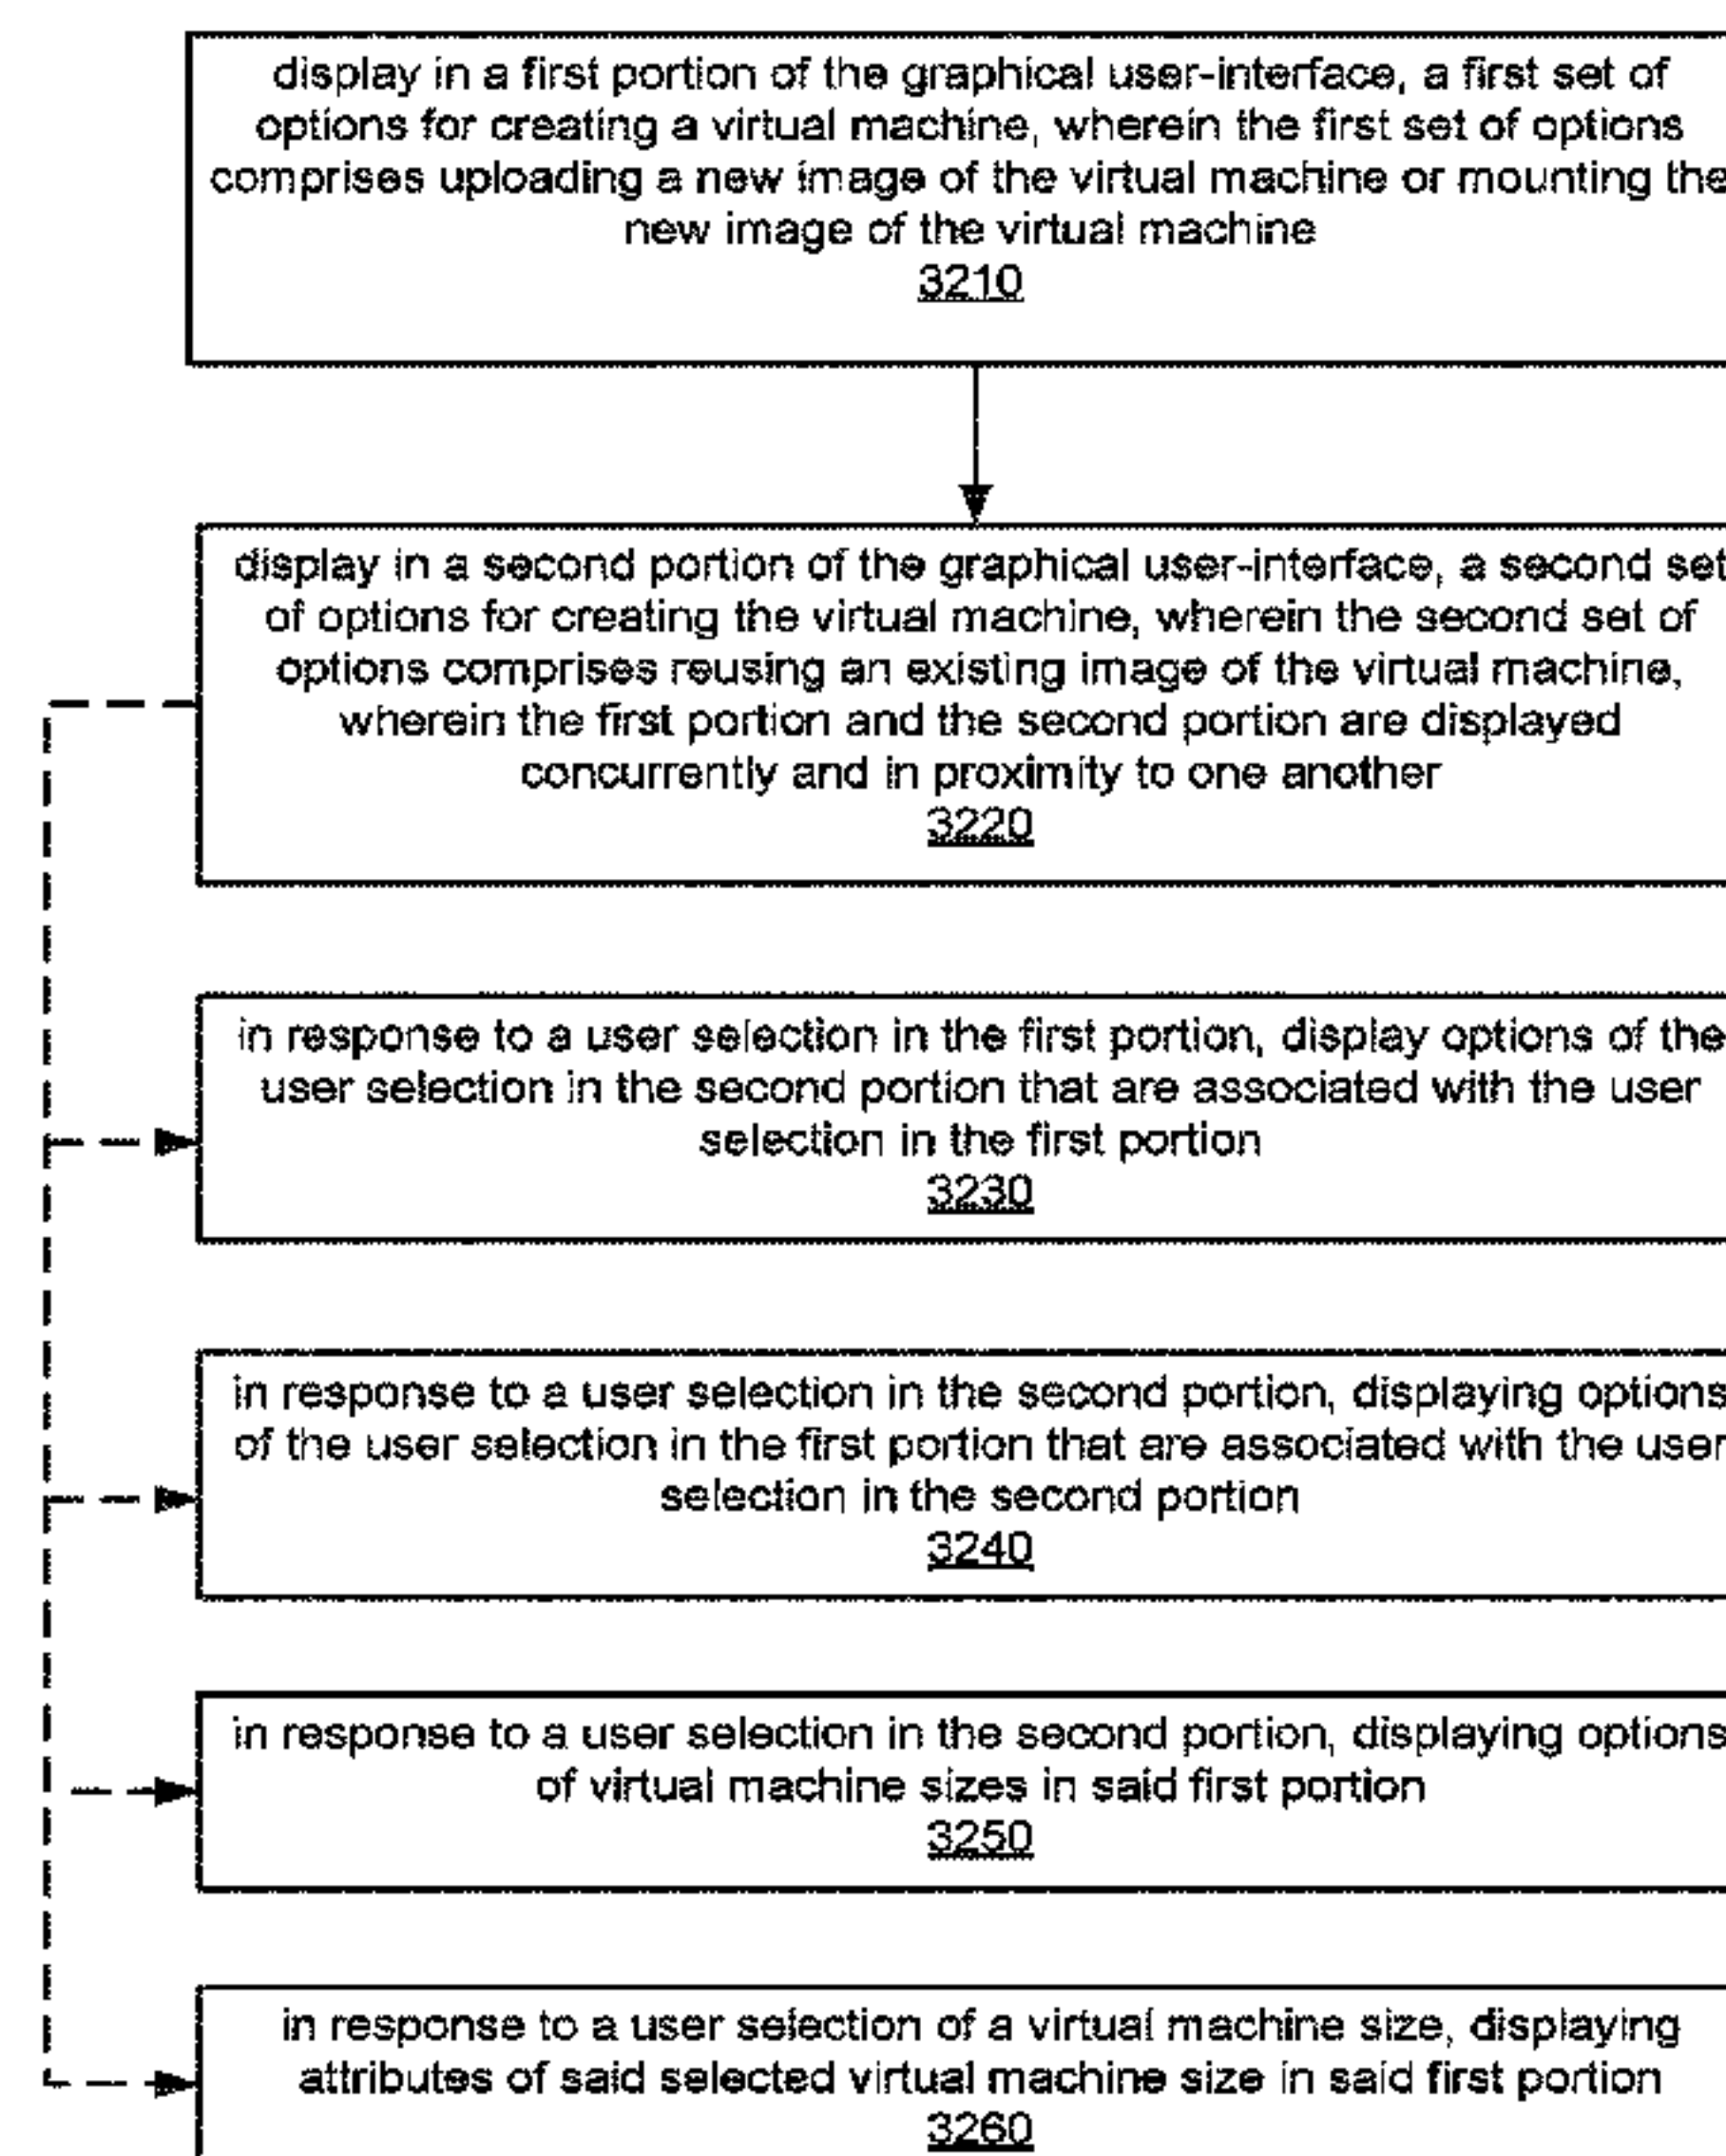 display in a first portion of the graphical user-interface, a first set of
options for creating a virtual machine, wherein the first set of options
comprises uploading a new image of the virtual machine or mounting the
new image of the virtual machine
3210
display in a second portion of the graphical user-interface, a second set
of options for creating the virtual machine, wherein the second set of
options comprises reusing an existing image of the virtual machine,
wherein the first portion and the second portion are displayed
concurrently and in proximity to one another
3220
in response to a user selection in the first portion, display options of the
user selection in the second portion that are associated with the user
selection in the first portion
3230
in response to a user selection in the second portion, displaying options
of the user selection in the first portion that are associated with the user
selection in the second portion
3240
in response to a user selection in the second portion, displaying options
of virtual machine sizes in said first portion
3250
in response to a user selection of a virtual machine size, displaying
attributes of said selected virtual machine size in said first portion
3260